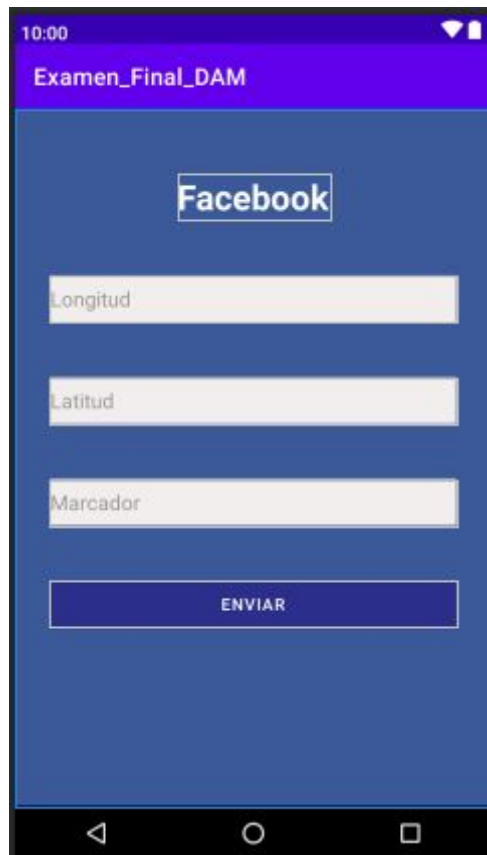 10:00
Examen_Final_DAM
Facebook
Longitud
Latitud
Marcador
ENVIAR